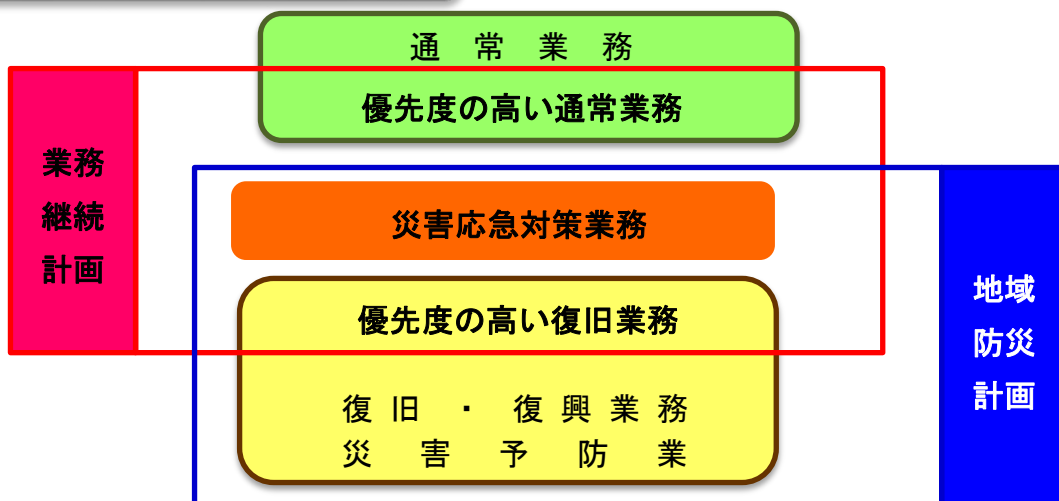 通常業務
優先度の高い通常業務
業務
継続
計画
災害応急対策業務
優先度の高い復旧業務
復旧・復興業務
災害予防業
地域
防災
計画